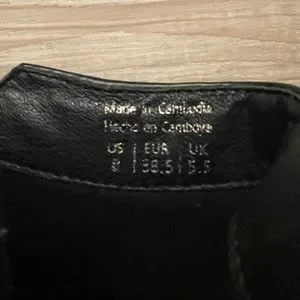 Made in Cambodia
Hecho en Camboya
US | EUR | UK
8 | 38.5 | 5.5